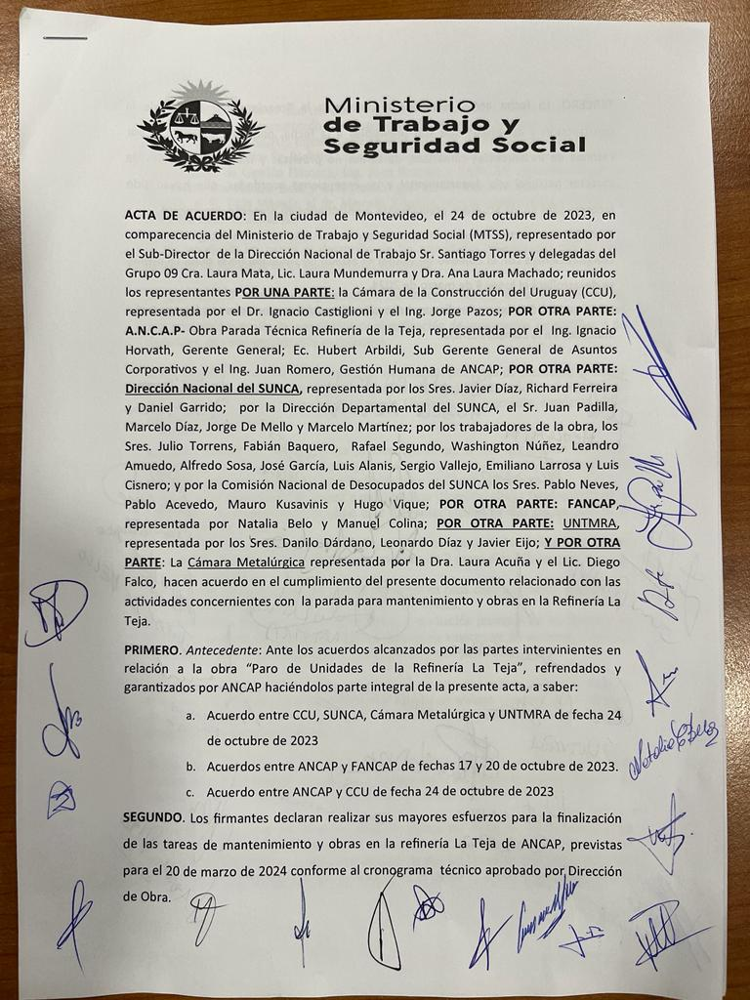 Ministerio
de Trabajo y
Seguridad Social
ACTA DE ACUERDO: En la ciudad de Montevideo, el 24 de octubre de 2023, en
comparecencia del Ministerio de Trabajo y Seguridad Social (MTSS), representado por
el Sub-Director de la Dirección Nacional de Trabajo Sr. Santiago Torres y delegadas del
Grupo 09 Cra. Laura Mata, Lic. Laura Mundemurra y Dra. Ana Laura Machado; reunidos
los representantes POR UNA PARTE: la Cámara de la Construcción del Uruguay (CCU),
representada por el Dr. Ignacio Castiglioni y el Ing. Jorge Pazos; POR OTRA PARTE:
A.N.C.A.P- Obra Parada Técnica Refinería de la Teja, representada por el Ing. Ignacio
Horvath, Gerente General; Ec. Hubert Arbildi, Sub Gerente General de Asuntos
Corporativos y el Ing. Juan Romero, Gestión Humana de ANCAP; POR OTRA PARTE:
Dirección Nacional del SUNCA, representada por los Sres. Javier Díaz, Richard Ferreira
y Daniel Garrido; por la Dirección Departamental del SUNCA, el Sr. Juan Padilla,
Marcelo Díaz, Jorge De Mello y Marcelo Martínez; por los trabajadores de la obra, los
Sres. Julio Torrens, Fabián Baquero, Rafael Segundo, Washington Núñez, Leandro
Amuedo, Alfredo Sosa, José García, Luis Alanis, Sergio Vallejo, Emiliano Larrosa y Luis
Cisnero; y por la Comisión Nacional de Desocupados del SUNCA los Sres. Pablo Neves,
Pablo Acevedo, Mauro Kusavinis y Hugo Vique; POR OTRA PARTE: FANCAP,
representada por Natalia Belo y Manuel Colina; POR OTRA PARTE: UNTMRA,
representada por los Sres. Danilo Dárdano, Leonardo Díaz y Javier Eijo; Y POR OTRA
PARTE: La Cámara Metalúrgica representada por la Dra. Laura Acuña y el Lic. Diego
Falco, hacen acuerdo en el cumplimiento del presente documento relacionado con las
actividades concernientes con la parada para mantenimiento y obras en la Refinería La
Teja.
PRIMERO. Antecedente: Ante los acuerdos alcanzados por las partes intervinientes en
relación a la obra “Paro de Unidades de la Refinería La Teja”, refrendados y
garantizados por ANCAP haciéndolos parte integral de la presente acta, a saber:
a. Acuerdo entre CCU, SUNCA, Cámara Metalúrgica y UNTMRA de fecha 24
de octubre de 2023
b. Acuerdos entre ANCAP y FANCAP de fechas 17 y 20 octubre de 2023.
c. Acuerdo entre ANCAP y CCU de fecha 24 de octubre de 2023
SEGUNDO. Los firmantes declaran realizar sus mayores esfuerzos para la finalización
de las tareas de mantenimiento y obras en la refinería La Teja de ANCAP, previstas
para el 20 de marzo de 2024 conforme al cronograma técnico aprobado por Dirección
de Obra.